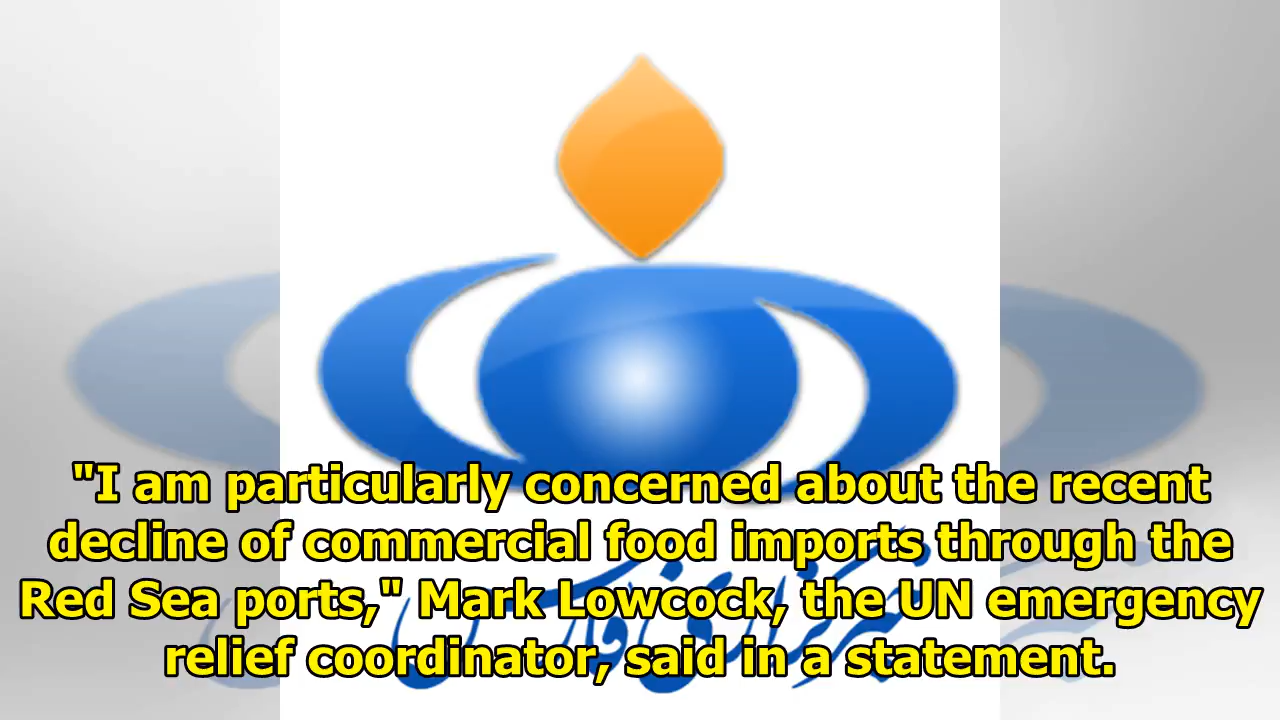 "I am particularly concerned about the recent
decline of commercial food imports through the
Red Sea ports," Mark Lowcock, the UN emergency
relief coordinator, said in a statement.